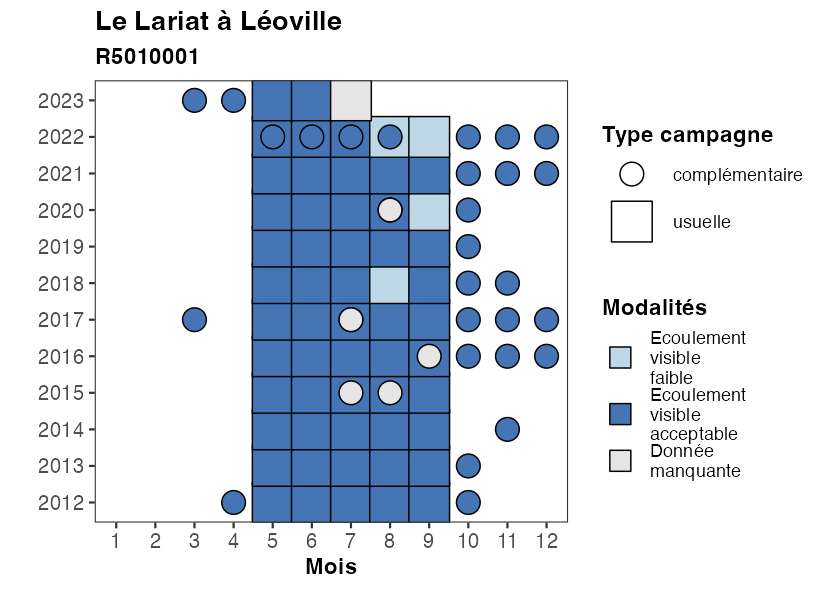 Le Lariat à Léoville
R5010001
2023
2022
2021
2020
2019
2018
2017
2016
2015
2014
2013
2012
1 2 3 4 5 6 7 8 9 10 11 12
Mois
Type campagne
complémentaire
usuelle
Modalités
Ecoulement
visible
faible
Ecoulement
visible
acceptable
Donnée
manquante